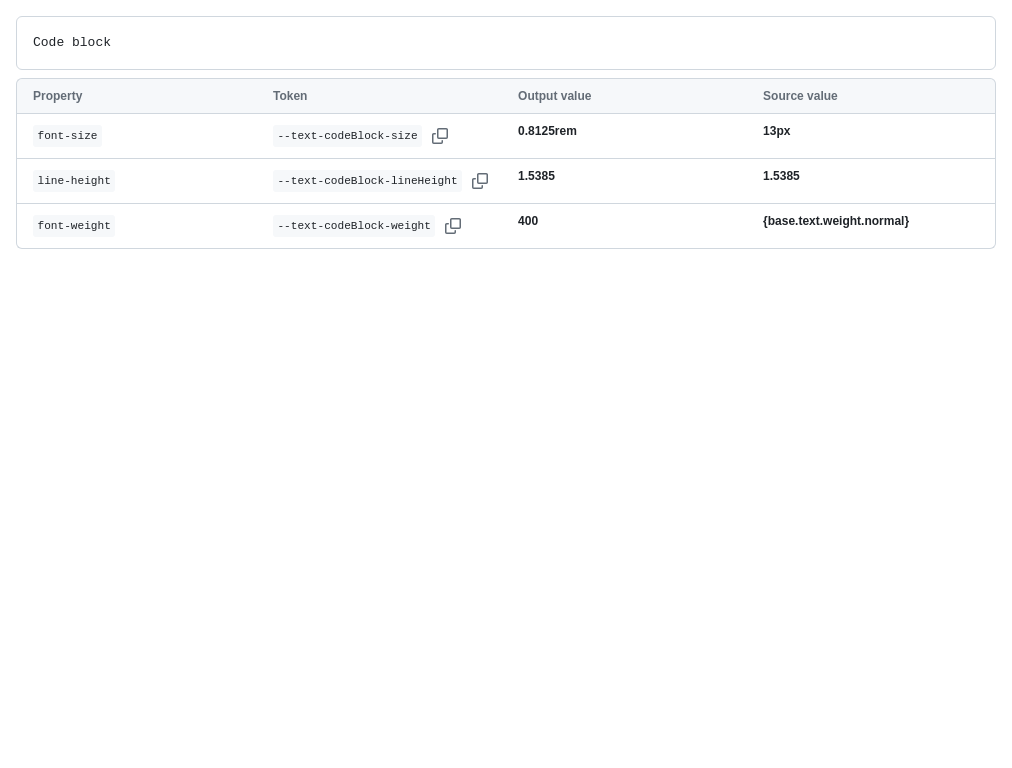 Code block
Property Token Output value Source value
font-size --text-codeBlock-size 0.8125rem 13px
line-height --text-codeBlock-lineHeight 1.5385 1.5385
font-weight --text-codeBlock-weight 400 {base.text.weight.normal}